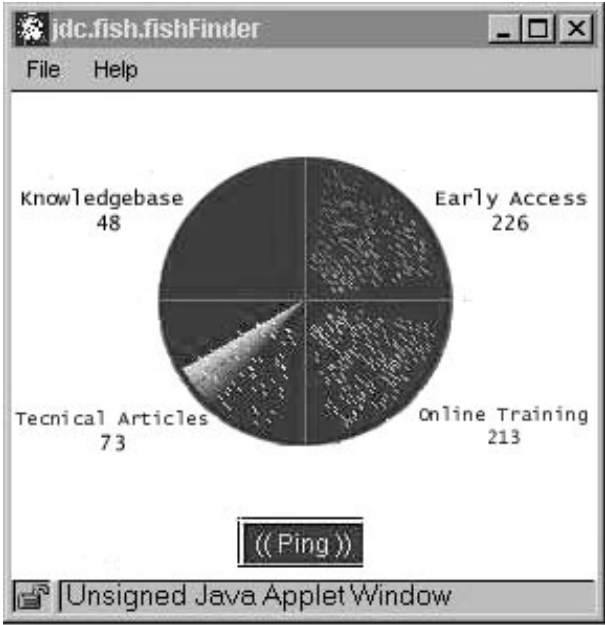 jdc.fish.fishFinder
File Help
Knowledgebase
48
Early Access
226
Tecnical Articles
73
Online Training
213
(( Ping ))
Unsigned Java Applet Window